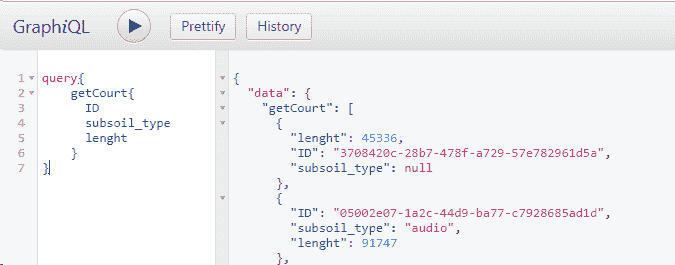 GraphiQL Prettify History
1 query{
2 getCourt{
3 ID
4 subsoil_type
5 lenght
6 }
7 }
{
"data": {
"getCourt": [
{
"lenght": 45336,
"ID": "3708420c-28b7-478f-a729-57e782961d5a",
"subsoil_type": null
},
{
"ID": "05002e07-1a2c-44d9-ba77-c7928685ad1d",
"subsoil_type": "audio",
"lenght": 91747
},